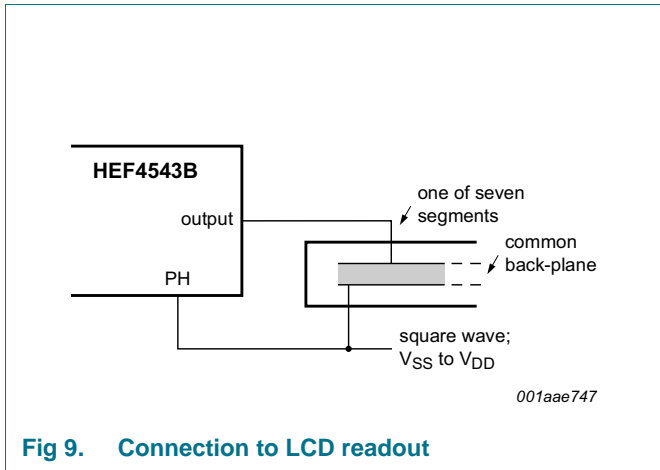 HEF4543B
output
PH
one of seven
segments
common
back-plane
square wave;
VSS to VDD
001aae747
Fig 9. Connection to LCD readout